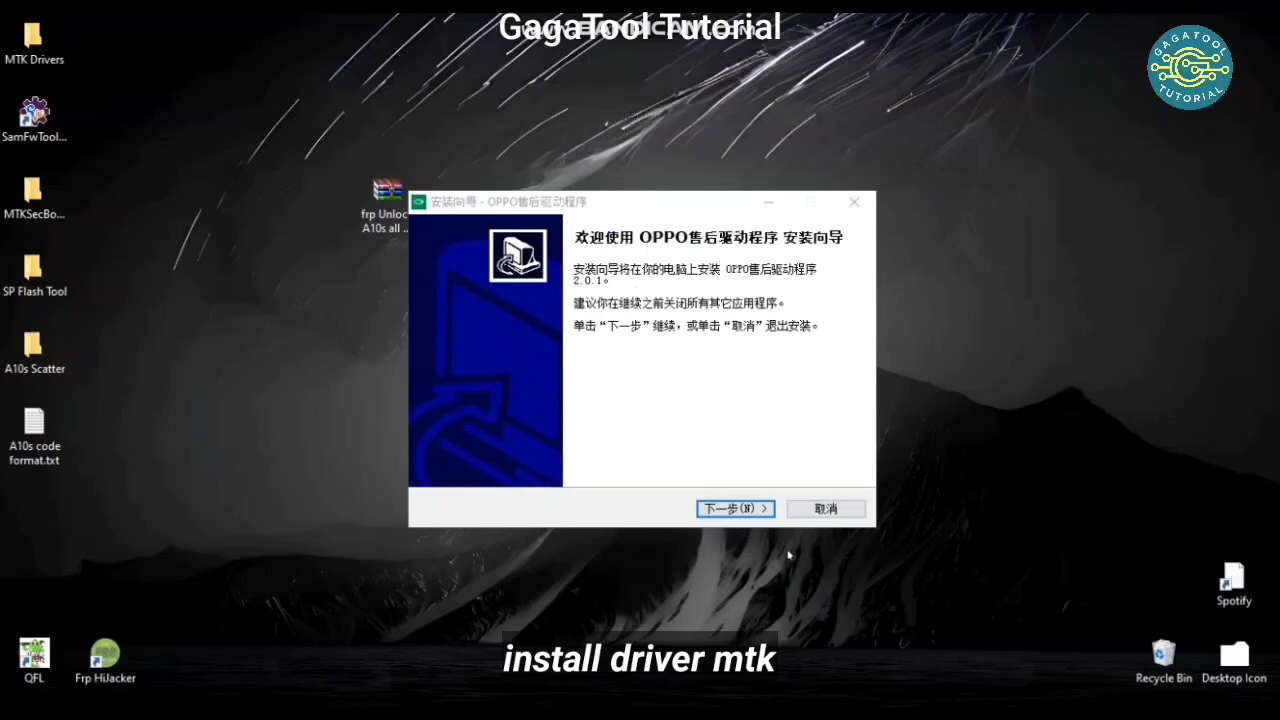 GagaTool Tutorial
www.BANDICAM.com
GAGATOOL
TUTORIAL
MTK Drivers
SamFwTool...
MTKSecBo...
SP Flash Tool
A10s Scatter
A10s code
format.txt
frp Unloc
A10s all ..
安装向导 - OPPO售后驱动程序
欢迎使用 OPPO售后驱动程序 安装向导
安装向导将在你的电脑上安装 OPPO售后驱动程序
2.0.1。
建议你在继续之前关闭所有其它应用程序。
单击“下一步”继续，或单击“取消”退出安装。
下一步(N) >
取消
Spotify
install driver mtk
QFL
FRP
Frp HiJacker
Recycle Bin
Desktop Icon